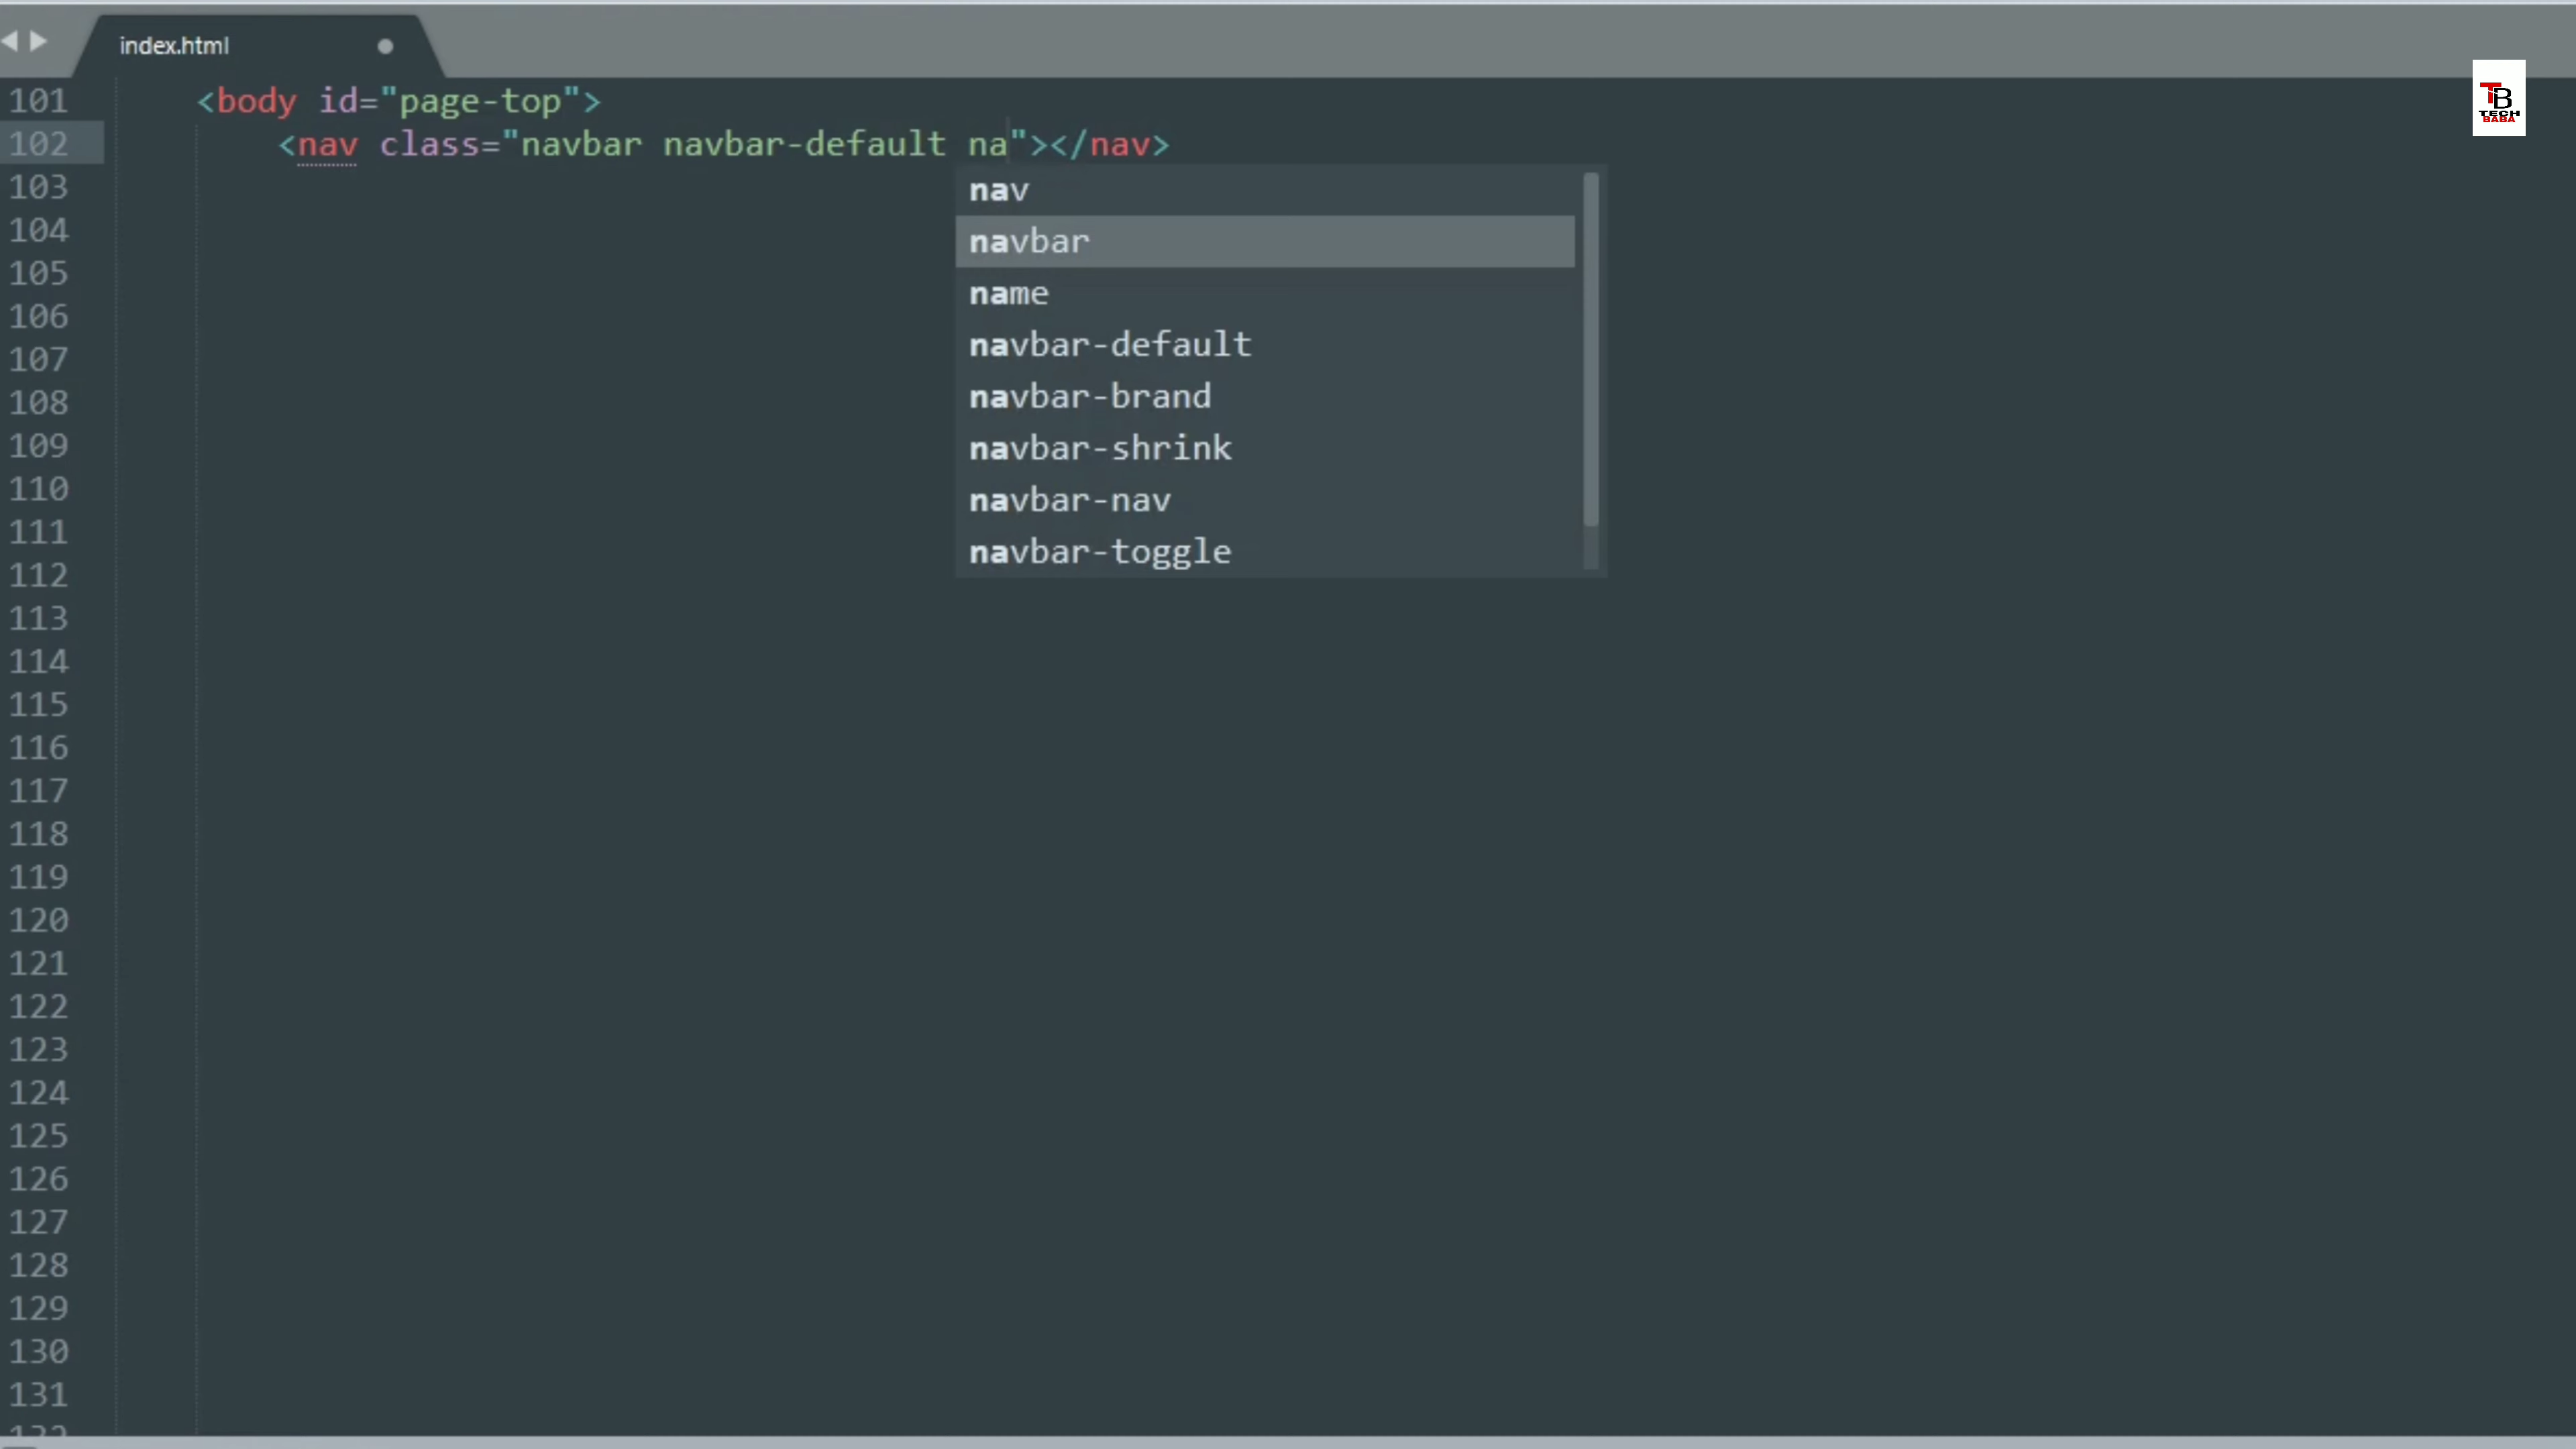 index.html
TB
TECH
BABA
101 <body id="page-top">
102 <nav class="navbar navbar-default na"></nav>
103
104
105
106
107
108
109
110
111
112
113
114
115
116
117
118
119
120
121
122
123
124
125
126
127
128
129
130
131
nav
navbar
name
navbar-default
navbar-brand
navbar-shrink
navbar-nav
navbar-toggle